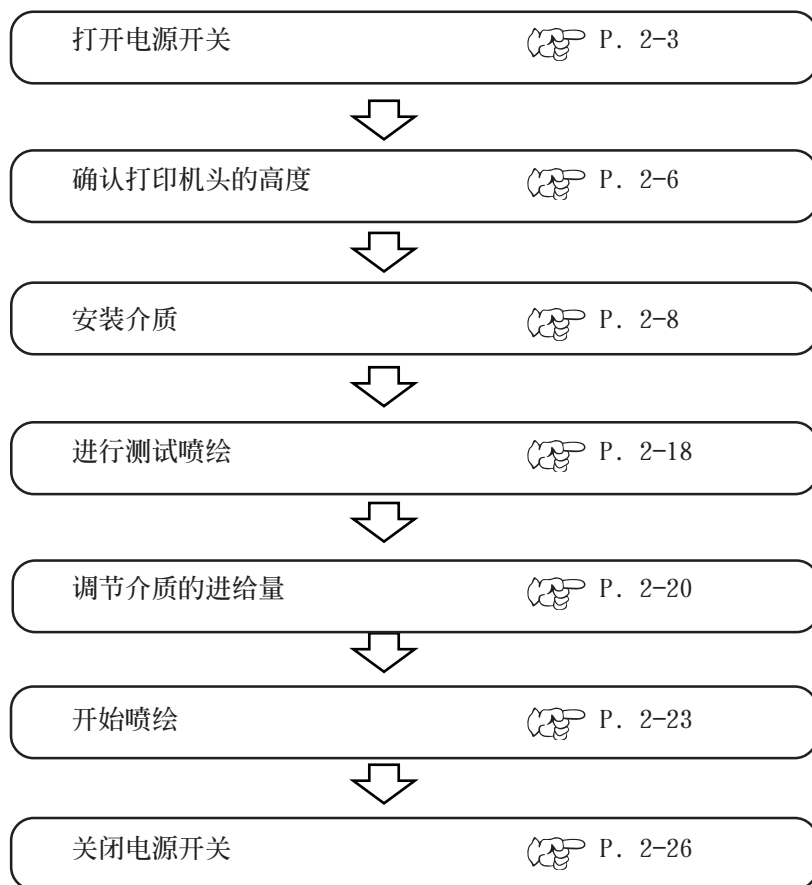 打开电源开关 P. 2-3
确认打印机头的高度 P. 2-6
安装介质 P. 2-8
进行测试喷绘 P. 2-18
调节介质的进给量 P. 2-20
开始喷绘 P. 2-23
关闭电源开关 P. 2-26